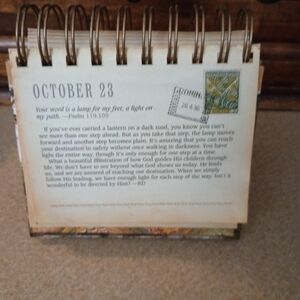 OCTOBER 23
Your word is a lamp for my feet, a light on
my path. —Psalm 119:105
If you've ever carried a lantern on a dark road, you know you can't
see more than one step ahead. But as you take that step, the lamp moves
forward and another step becomes plain. It's amazing that you can reach
your destination in safety without once walking in darkness. You have
light the entire way, though it's only enough for one step at a time.
What a beautiful illustration of how God guides His children through
life. We don't have to see beyond what God shows us today. He leads
us, and we are assured of reaching our destination. When we simply
follow His leading, we have enough light for each step of the way. Isn't it
wonderful to be directed by Him? —